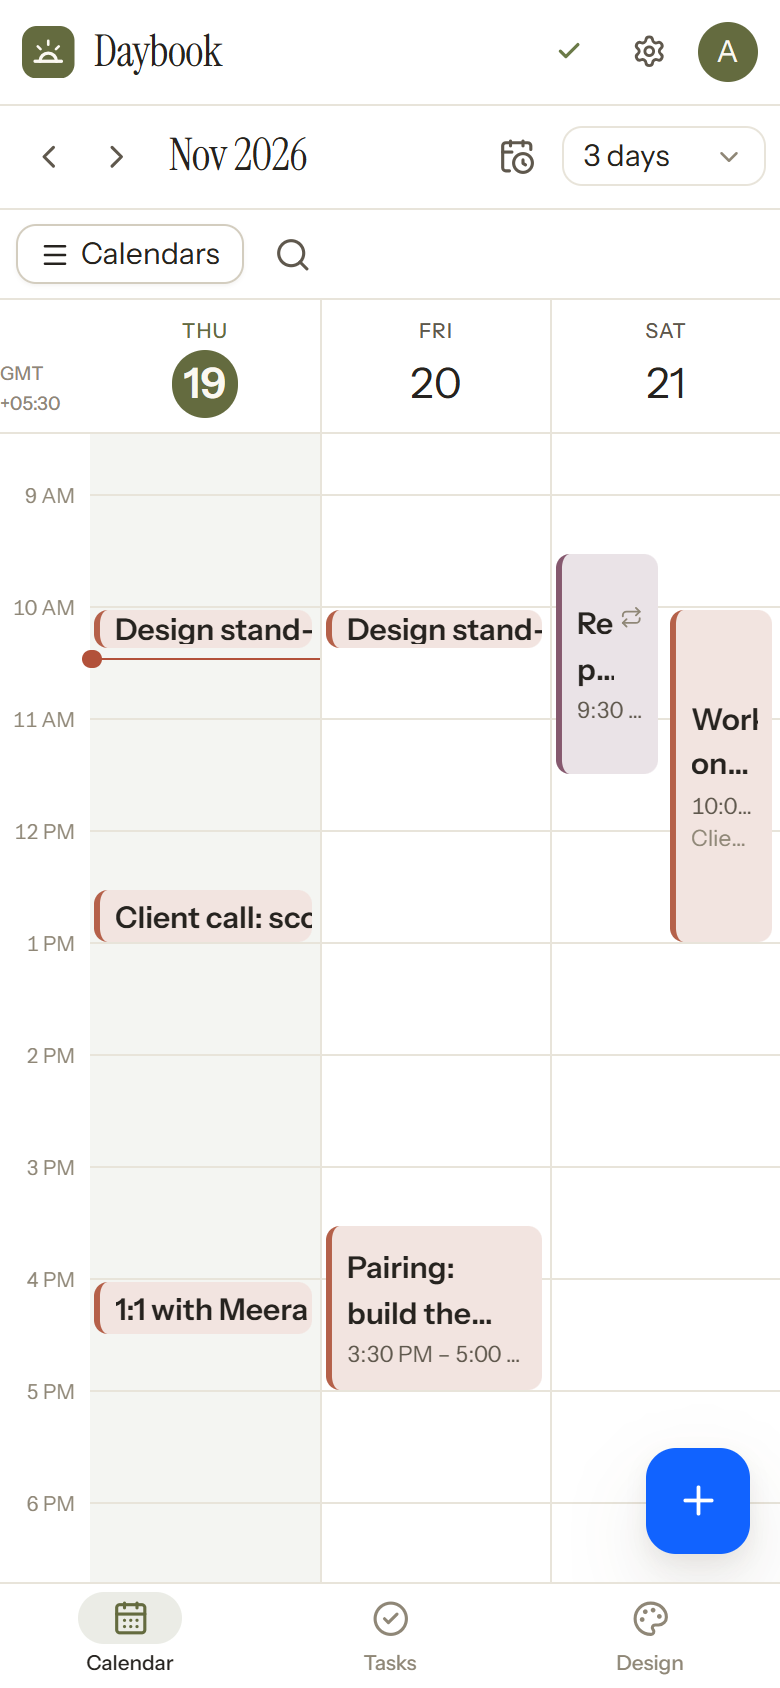 Daybook
A
Nov 2026
3 days
Calendars
GMT
+05:30
THU
19
FRI
20
SAT
21
9 AM
10 AM
11 AM
12 PM
1 PM
2 PM
3 PM
4 PM
5 PM
6 PM
Design stand-
Client call: sco
1:1 with Meera
Design stand-
Pairing:
build the...
3:30 PM – 5:00 ...
Re
p...
9:30 ...
Work
on...
10:0...
Clie...
Calendar
Tasks
Design